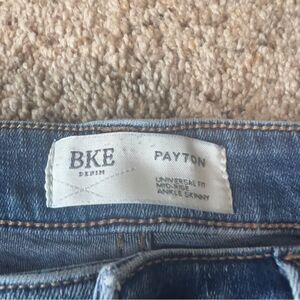 BKE
DENIM
PAYTON
UNIVERSAL FIT
MID-RISE
ANKLE SKINNY